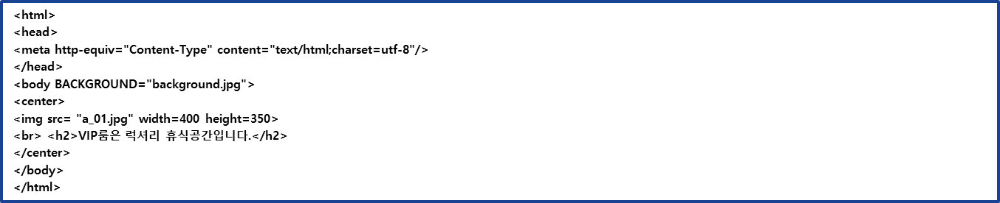 <html>
<head>
<meta http-equiv="Content-Type" content="text/html;charset=utf-8"/>
</head>
<body BACKGROUND="background.jpg">
<center>
<img src= "a_01.jpg" width=400 height=350>
<br> <h2>VIP룸은 럭셔리 휴식공간입니다.</h2>
</center>
</body>
</html>